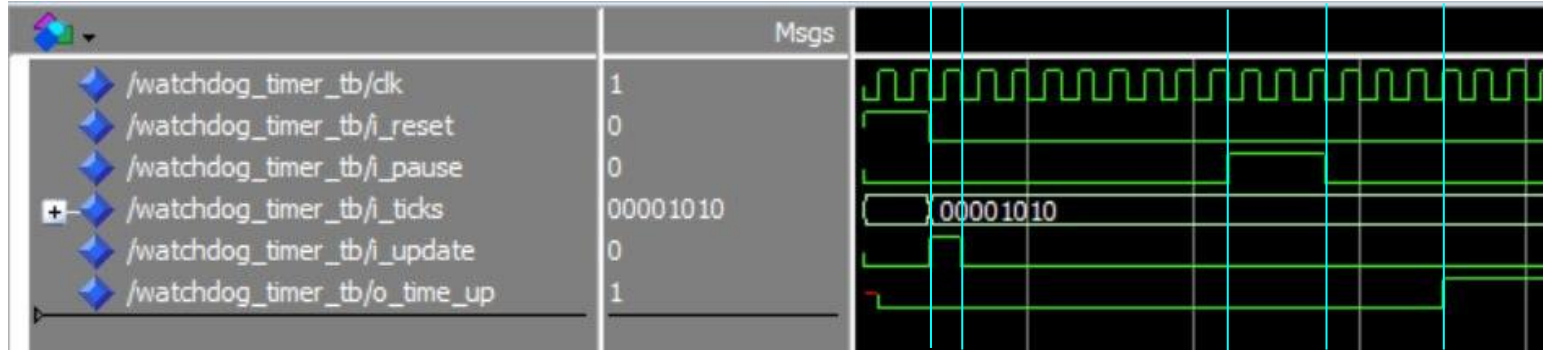 Msgs
/watchdog_timer_tb/clk 1
/watchdog_timer_tb/i_reset 0
/watchdog_timer_tb/i_pause 0
/watchdog_timer_tb/i_ticks 00001010 00001010
/watchdog_timer_tb/i_update 0
/watchdog_timer_tb/o_time_up 1